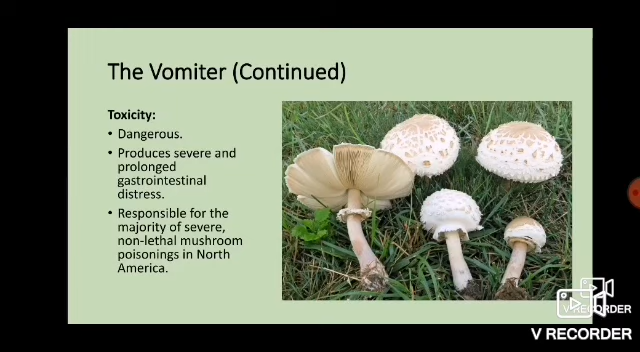 The Vomiter (Continued)
Toxicity:
• Dangerous.
• Produces severe and
prolonged
gastrointestinal
distress.
• Responsible for the
majority of severe,
non-lethal mushroom
poisonings in North
America.
V RECORDER
V RECORDER